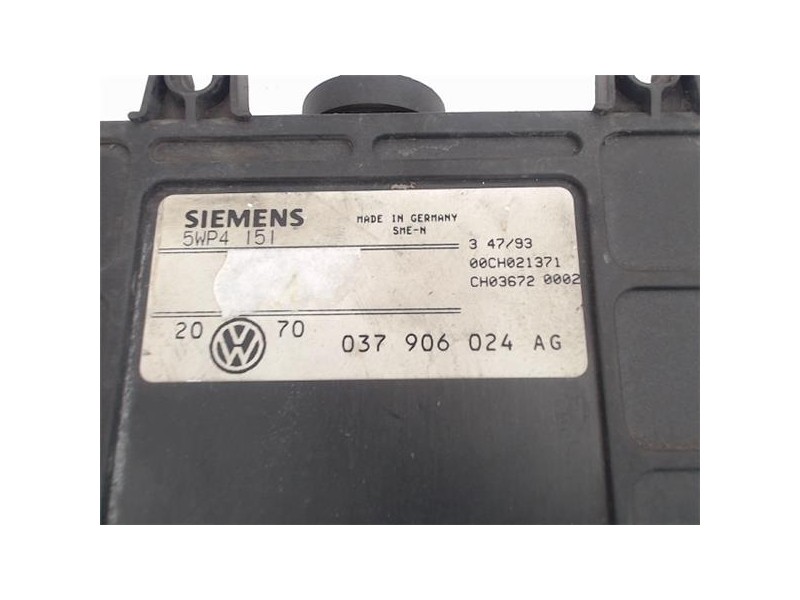 SIEMENS
5WP4 151
MADE IN GERMANY
SME-N
3 47/93
00CH021371
CH03672 0002
20 VW 70
037 906 024 AG